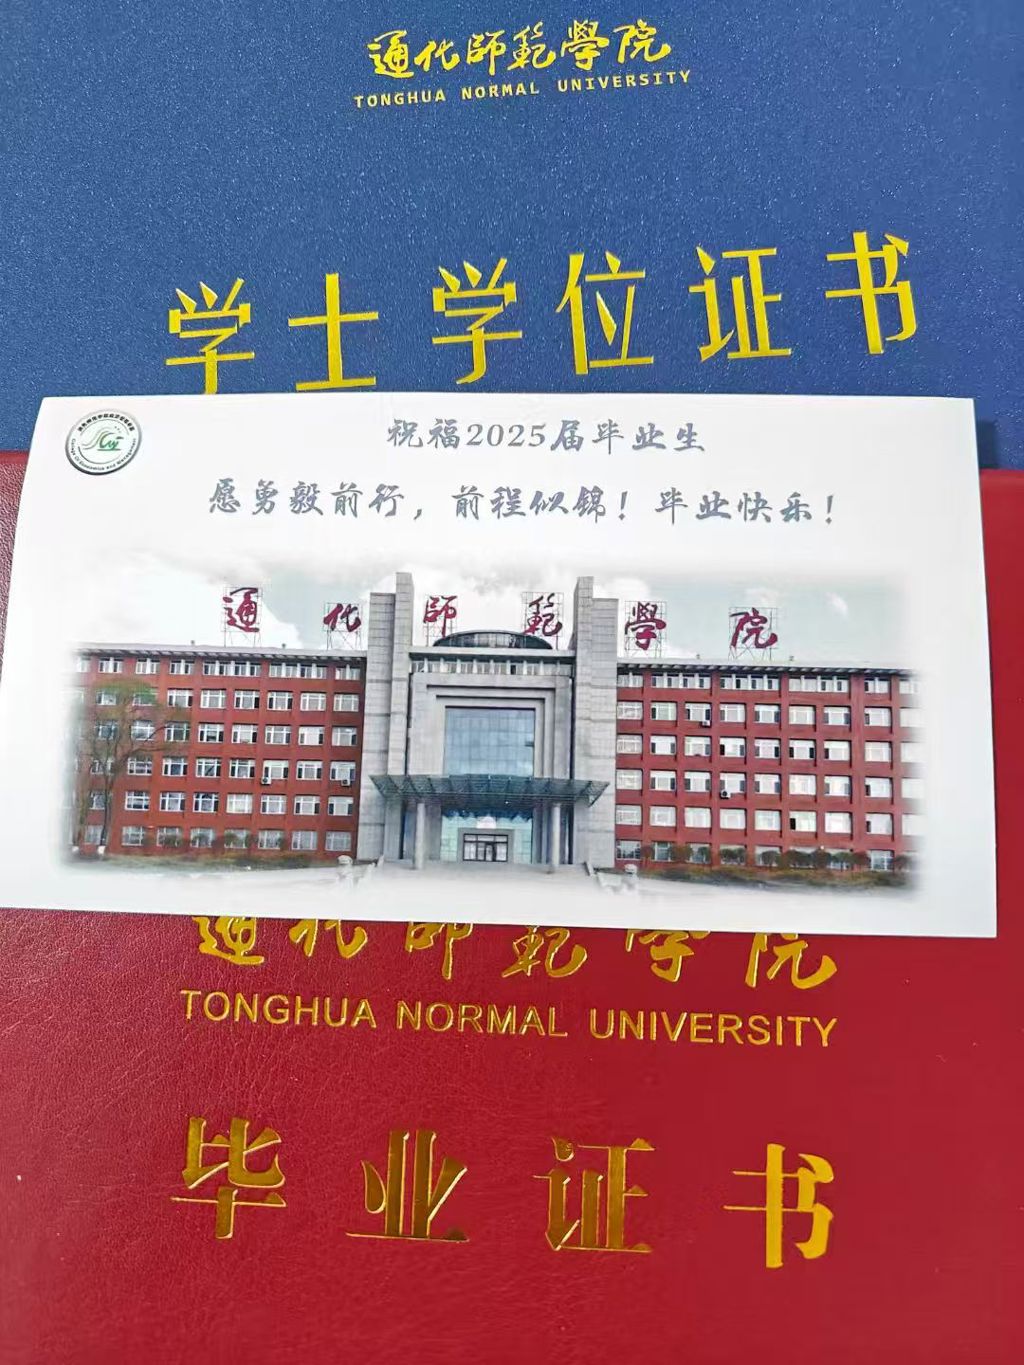 通化師範學院
TONGHUA NORMAL UNIVERSITY
学士学位证书
祝福2025届毕业生
愿勇毅前行，前程似锦！毕业快乐！
通化師範學院
通化師範学院
TONGHUA NORMAL UNIVERSITY
毕业证书